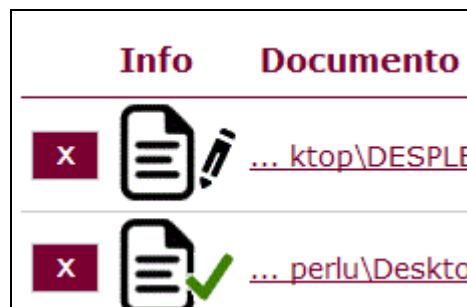 Info Documento
X ... ktop\DESPLE
X ... perlu\Deskto